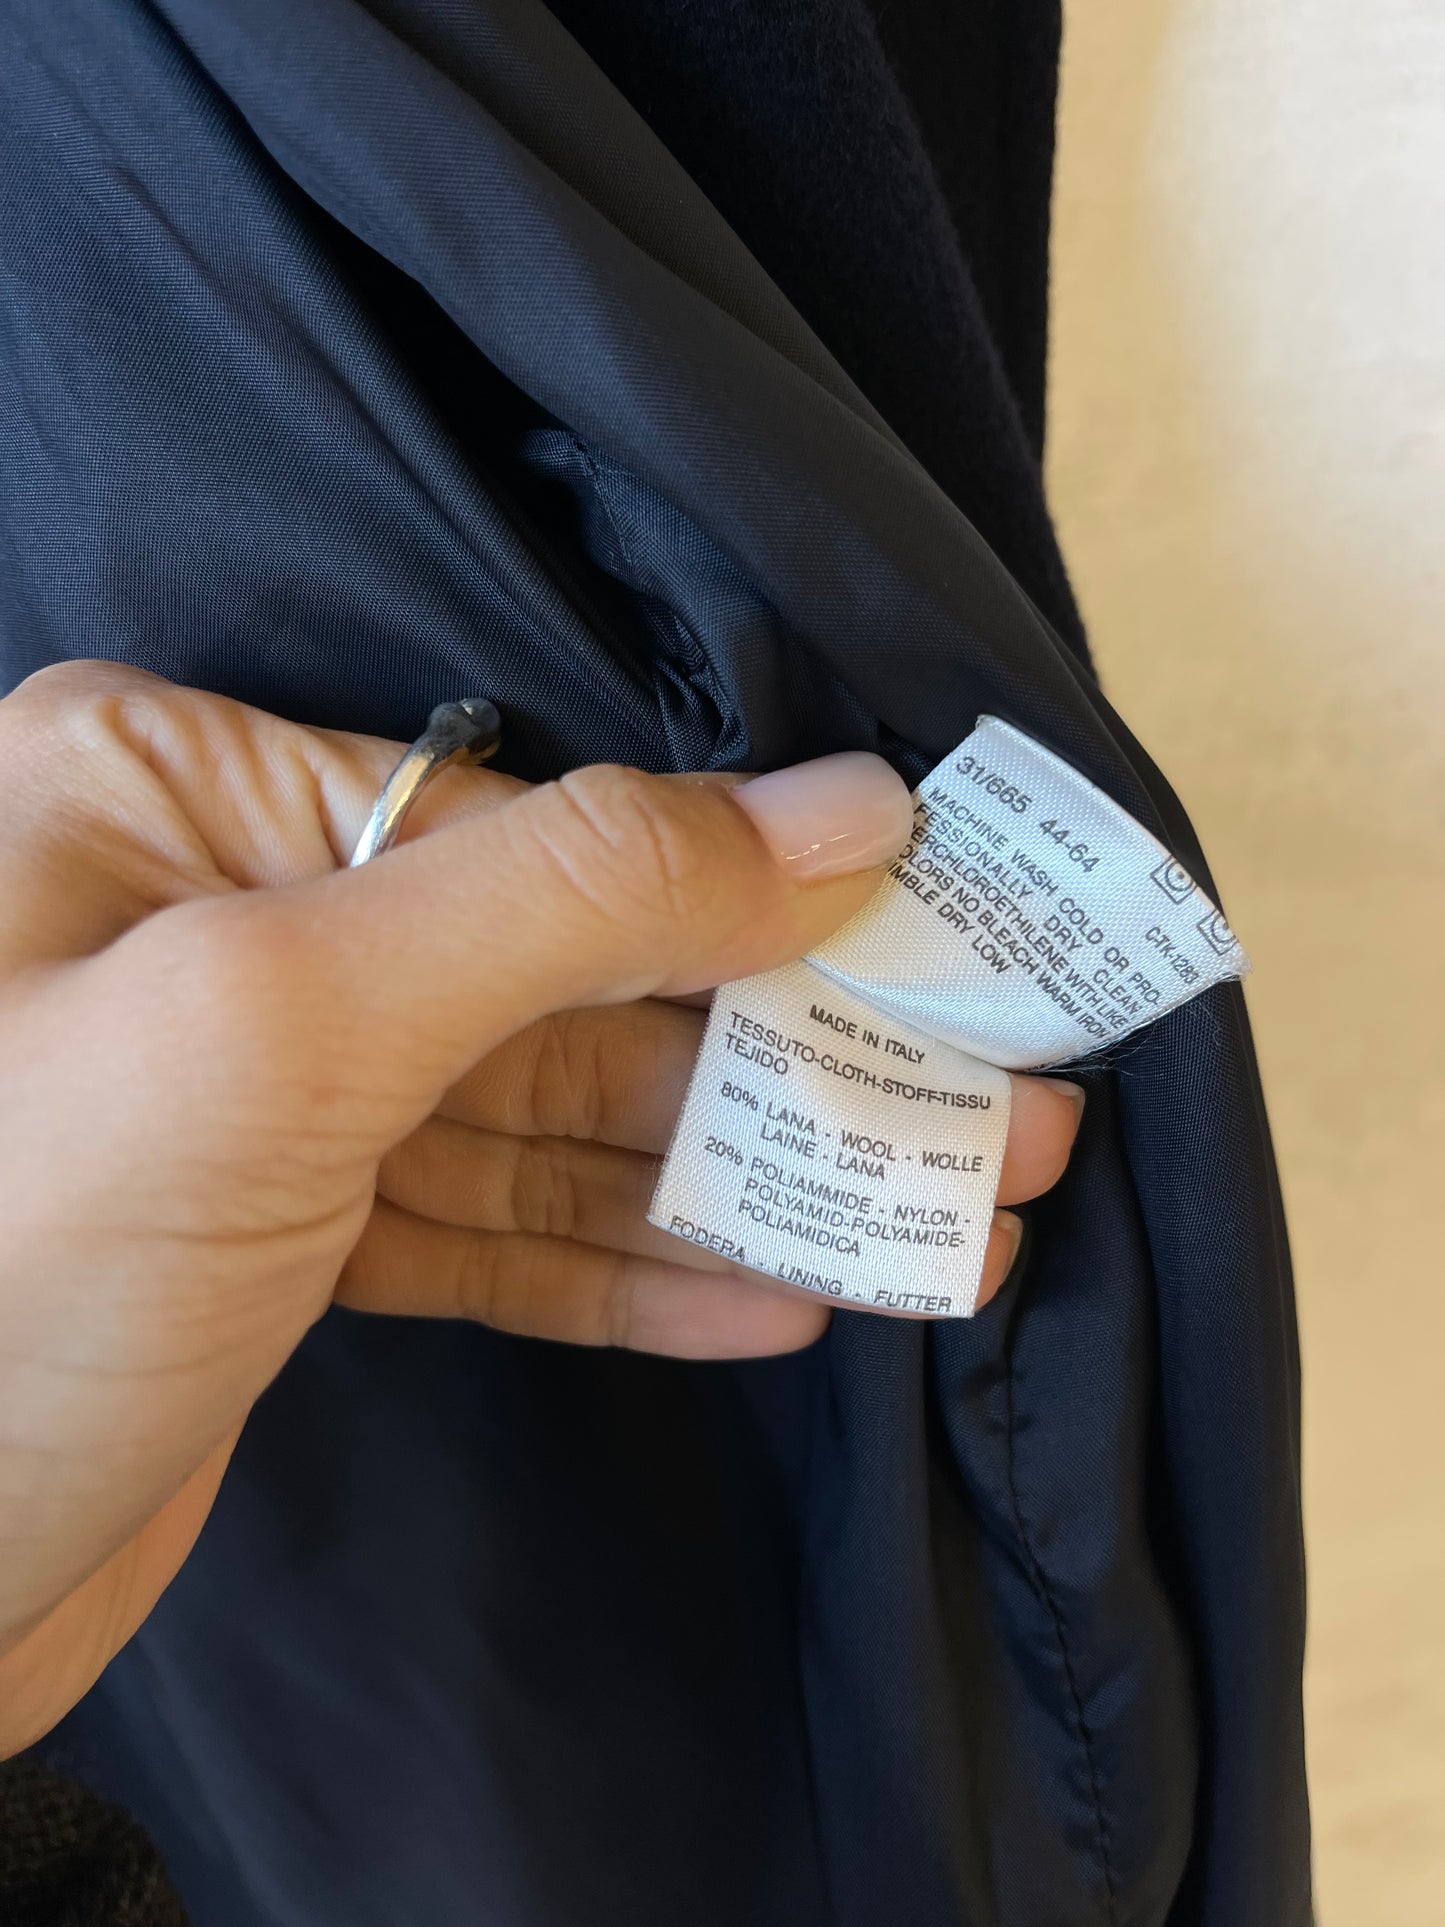 31/665 44-64
MACHINE WASH COLD OR PRO-
FESSIONALLY DRY CLEAN,
PERCHLOROETHILENE WITH LIKE
COLORS NO BLEACH WARM IRON
DRY LOW
C-TK-1283
MADE IN ITALY
TESSUTO-CLOTH-STOFF-TISSU
TEJIDO
80% LANA - WOOL - WOLLE
LAINE - LANA
20% POLIAMMIDE - NYLON -
POLYAMID-POLYAMIDE-
POLIAMIDICA
FODERA - LINING - FUTTER